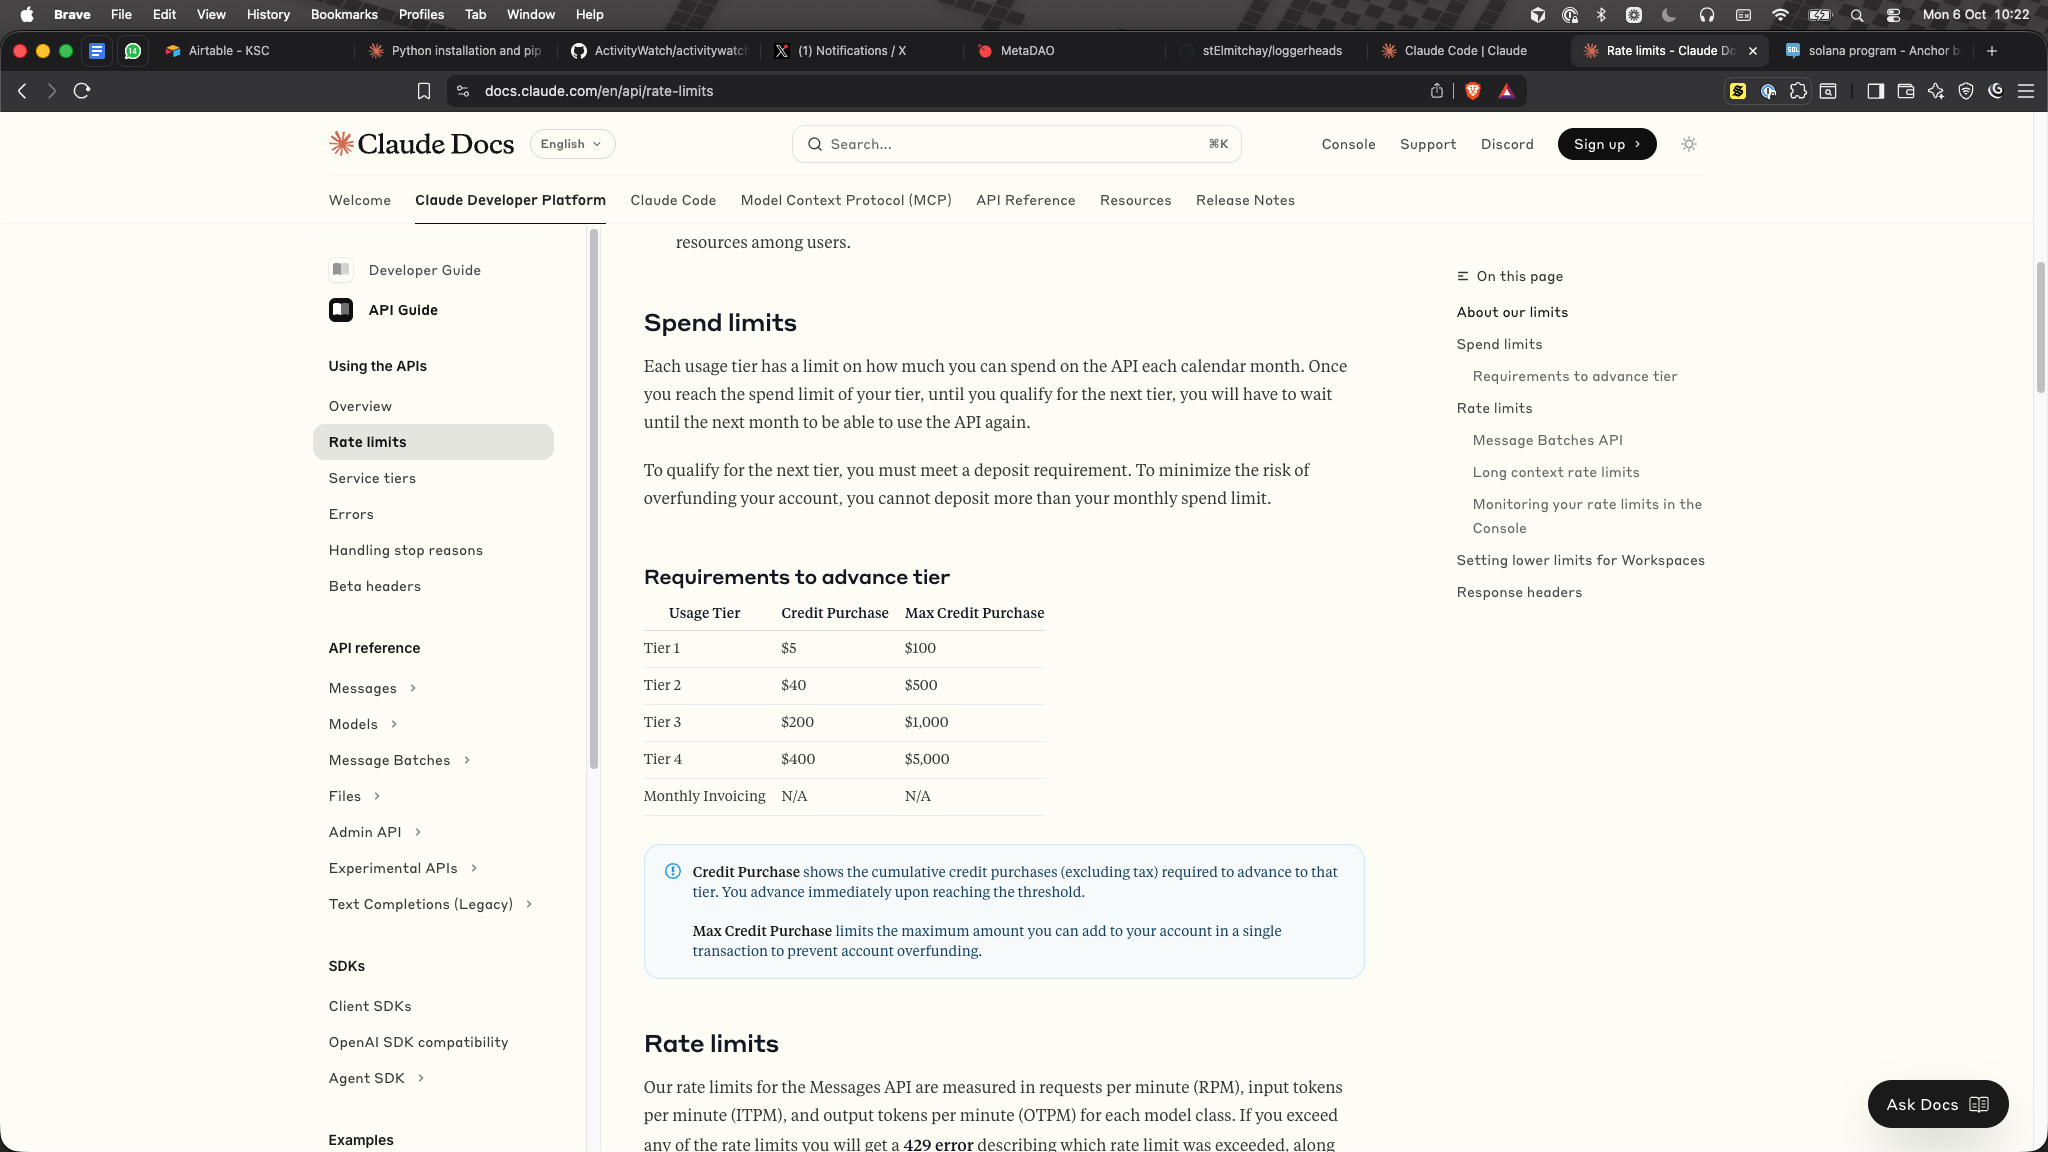 Brave File Edit View History Bookmarks Profiles Tab Window Help Mon 6 Oct 10:22
14 Airtable - KSC Python installation and pip ActivityWatch/activitywatch (1) Notifications / X MetaDAO stElmitchay/loggerheads Claude Code | Claude Rate limits - Claude Do solana program - Anchor b
docs.claude.com/en/api/rate-limits
Claude Docs English Search... ⌘K Console Support Discord Sign up
Welcome Claude Developer Platform Claude Code Model Context Protocol (MCP) API Reference Resources Release Notes
Developer Guide
API Guide
Using the APIs
Overview
Rate limits
Service tiers
Errors
Handling stop reasons
Beta headers
API reference
Messages
Models
Message Batches
Files
Admin API
Experimental APIs
Text Completions (Legacy)
SDKs
Client SDKs
OpenAI SDK compatibility
Agent SDK
Examples
resources among users.
Spend limits
Each usage tier has a limit on how much you can spend on the API each calendar month. Once
you reach the spend limit of your tier, until you qualify for the next tier, you will have to wait
until the next month to be able to use the API again.
To qualify for the next tier, you must meet a deposit requirement. To minimize the risk of
overfunding your account, you cannot deposit more than your monthly spend limit.
Requirements to advance tier
Usage Tier Credit Purchase Max Credit Purchase
Tier 1 $5 $100
Tier 2 $40 $500
Tier 3 $200 $1,000
Tier 4 $400 $5,000
Monthly Invoicing N/A N/A
Credit Purchase shows the cumulative credit purchases (excluding tax) required to advance to that
tier. You advance immediately upon reaching the threshold.
Max Credit Purchase limits the maximum amount you can add to your account in a single
transaction to prevent account overfunding.
Rate limits
Our rate limits for the Messages API are measured in requests per minute (RPM), input tokens
per minute (ITPM), and output tokens per minute (OTPM) for each model class. If you exceed
any of the rate limits you will get a 429 error describing which rate limit was exceeded, along
On this page
About our limits
Spend limits
Requirements to advance tier
Rate limits
Message Batches API
Long context rate limits
Monitoring your rate limits in the
Console
Setting lower limits for Workspaces
Response headers
Ask Docs